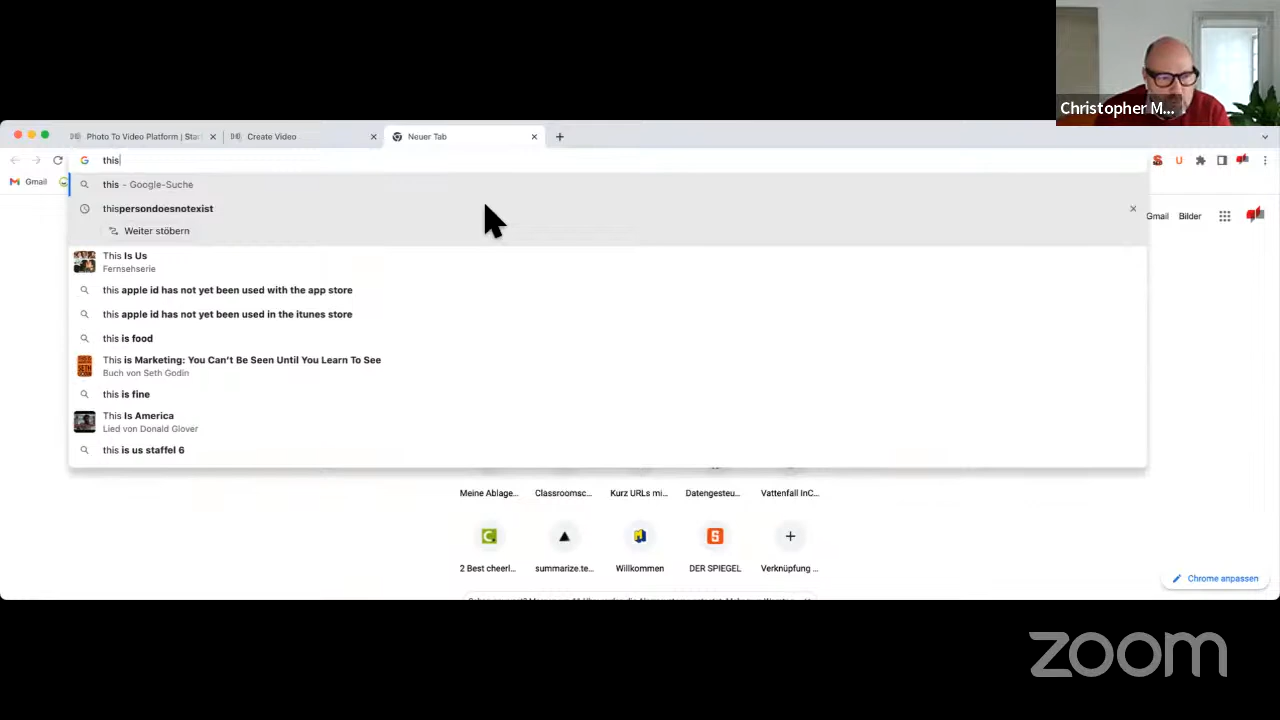 Christopher M...
Photo To Video Platform | Star
Create Video
Neuer Tab
this
Gmail
this - Google-Suche
thispersondoesnotexist
Weiter stöbern
Gmail
Bilder
This Is Us
Fernsehserie
this apple id has not yet been used with the app store
this apple id has not yet been used in the itunes store
this is food
This is Marketing: You Can't Be Seen Until You Learn To See
Buch von Seth Godin
this is fine
This Is America
Lied von Donald Glover
this is us staffel 6
Meine Ablage...
Classroomsc...
Kurz URLs mi...
Datengesteu...
Vattenfall InC...
2 Best cheerl...
summarize.te...
Willkommen
DER SPIEGEL
Verknüpfung ...
Chrome anpassen
zoom